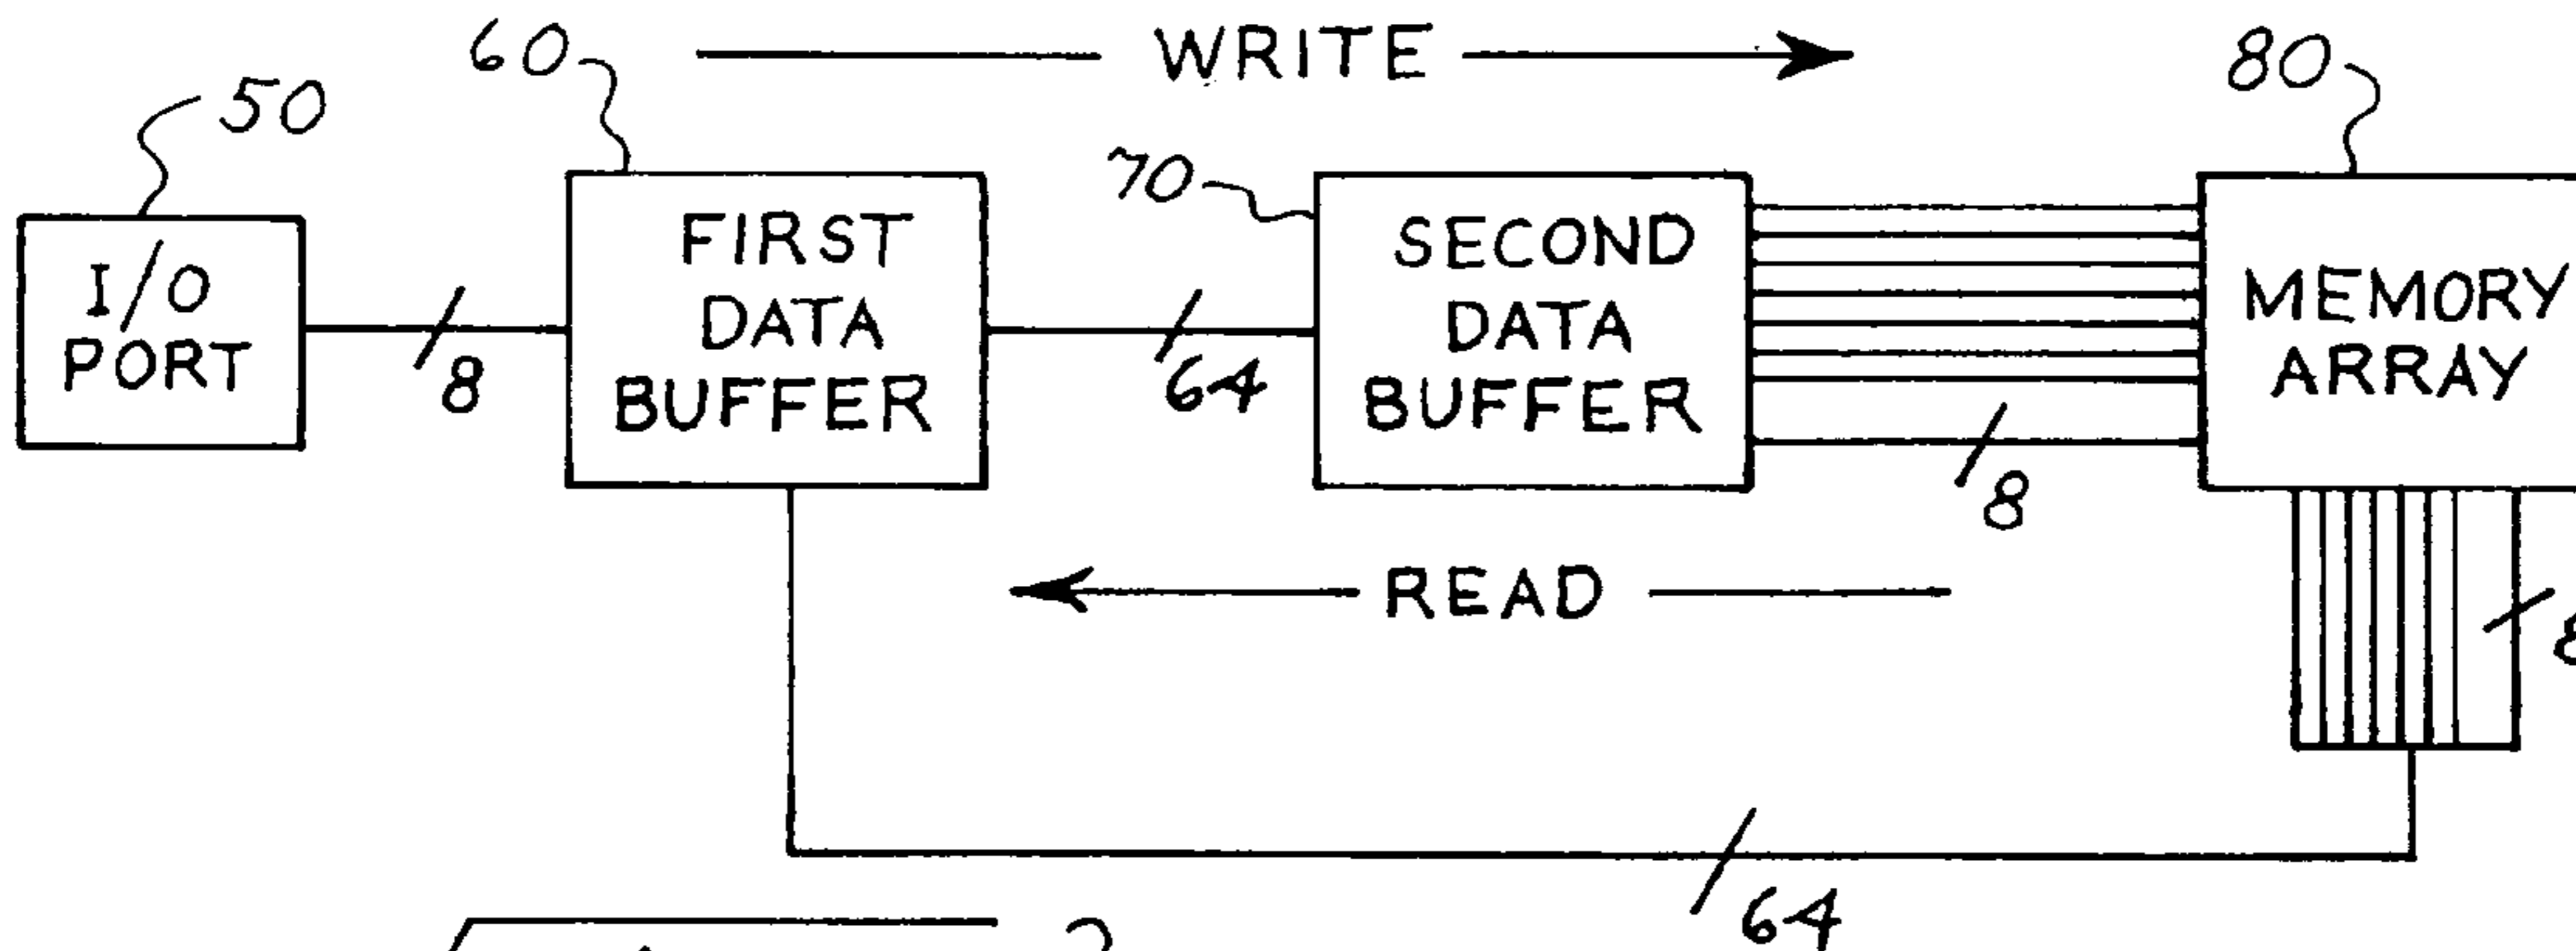 60
WRITE
80
50
70
I/O
PORT
8
FIRST
DATA
BUFFER
64
SECOND
DATA
BUFFER
8
MEMORY
ARRAY
READ
8
64